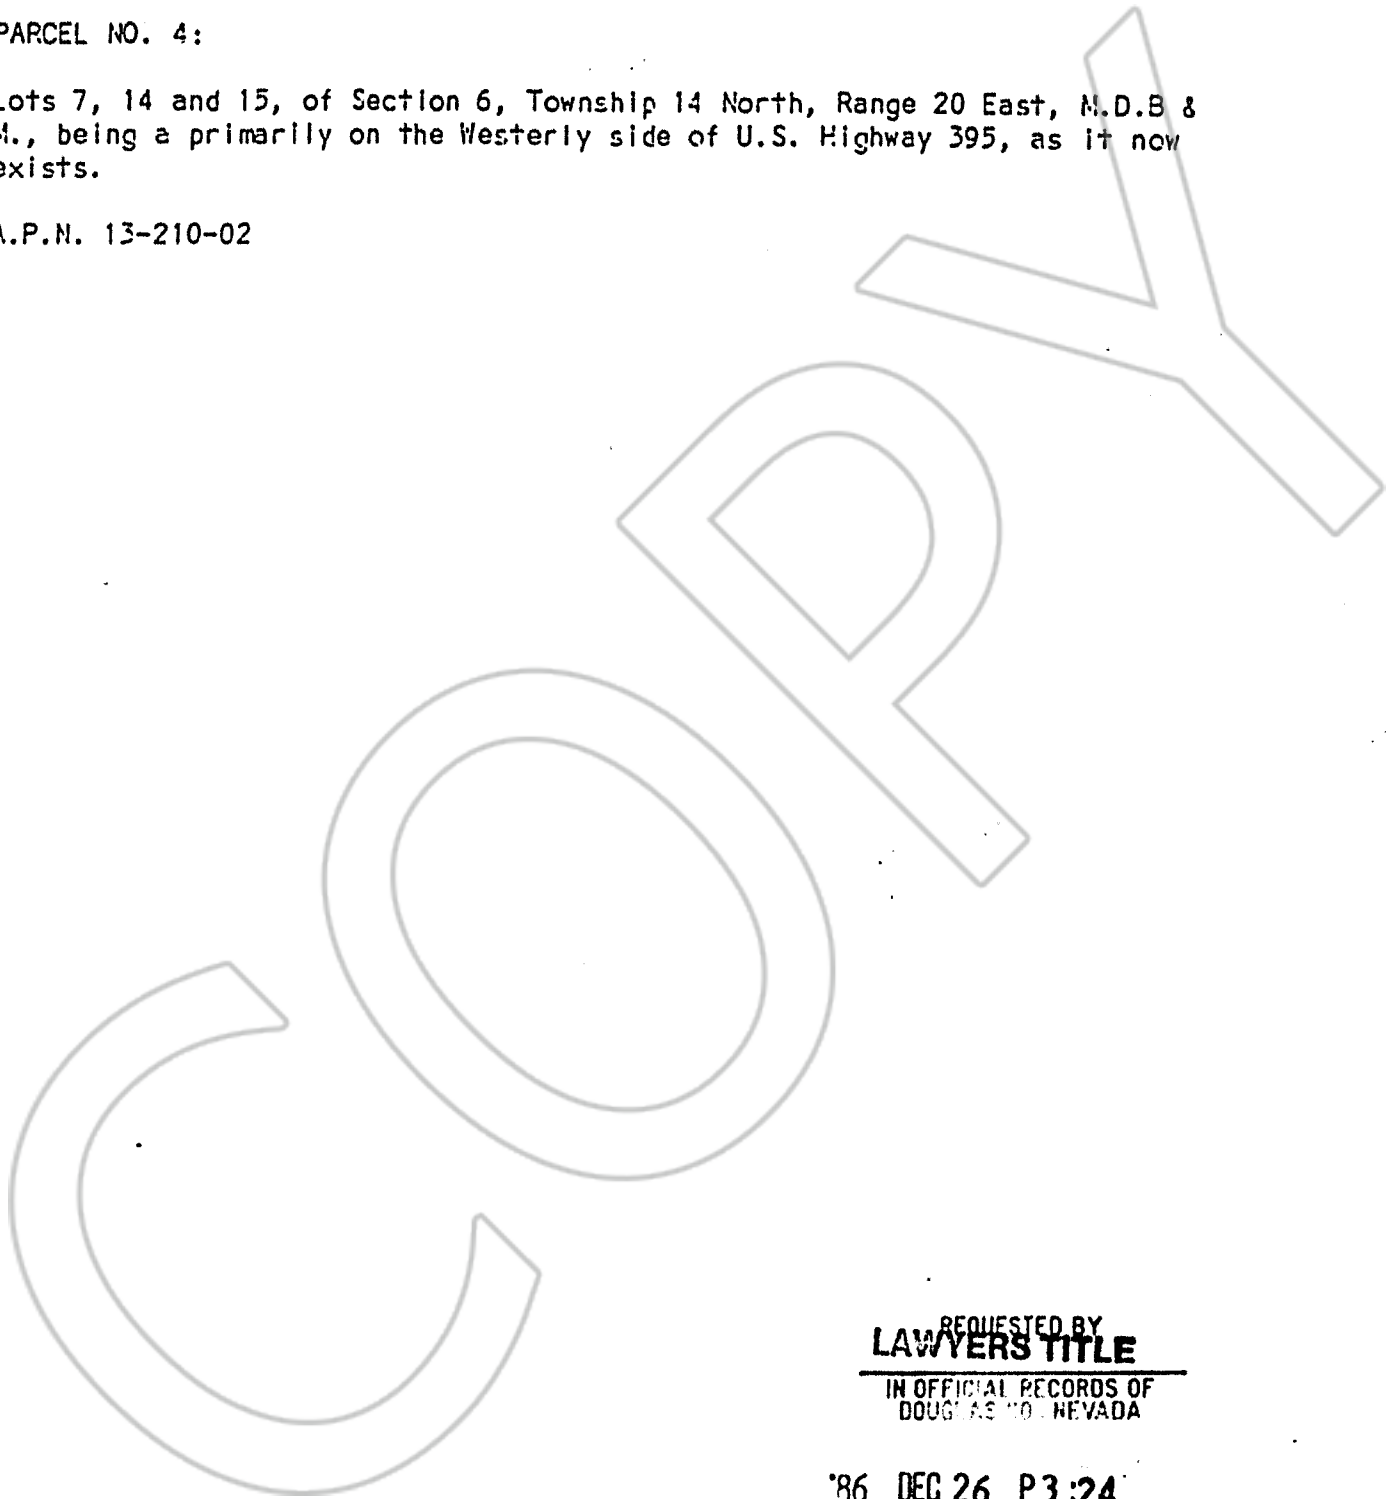 PARCEL NO. 4:
Lots 7, 14 and 15, of Section 6, Township 14 North, Range 20 East, M.D.B &
M., being a primarily on the Westerly side of U.S. Highway 395, as it now
exists.
A.P.N. 13-210-02
COPY
REQUESTED BY
LAWYERS TITLE
IN OFFICIAL RECORDS OF
DOUGLAS CO. NEVADA
'86 DEC 26 P3:24